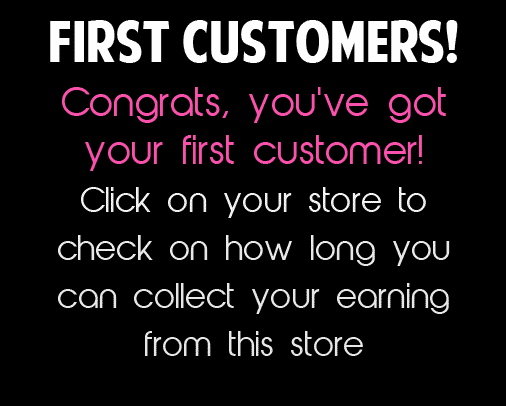 FIRST CUSTOMERS!
Congrats, you've got
your first customer!
Click on your store to
check on how long you
can collect your earning
from this store